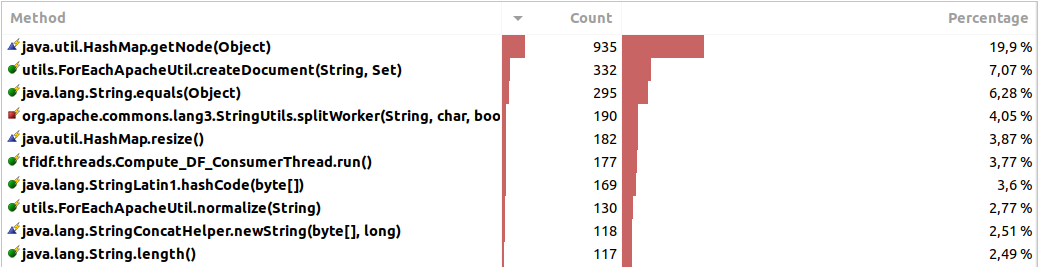 Method Count Percentage
java.util.HashMap.getNode(Object) 935 19,9 %
utils.ForEachApacheUtil.createDocument(String, Set) 332 7,07 %
java.lang.String.equals(Object) 295 6,28 %
org.apache.commons.lang3.StringUtils.splitWorker(String, char, boo 190 4,05 %
java.util.HashMap.resize() 182 3,87 %
tfidf.threads.Compute_DF_ConsumerThread.run() 177 3,77 %
java.lang.StringLatin1.hashCode(byte[]) 169 3,6 %
utils.ForEachApacheUtil.normalize(String) 130 2,77 %
java.lang.StringConcatHelper.newString(byte[], long) 118 2,51 %
java.lang.String.length() 117 2,49 %